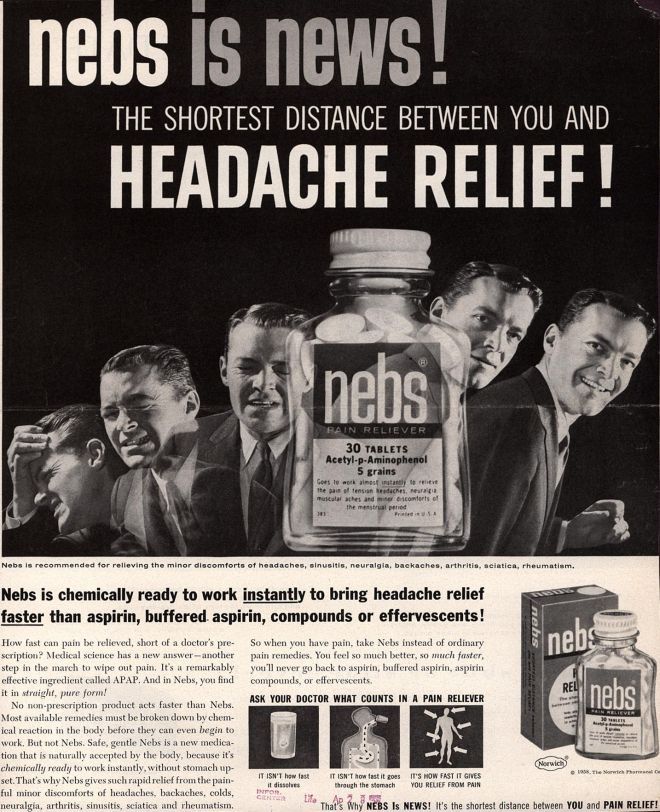 nebs is news!
THE SHORTEST DISTANCE BETWEEN YOU AND
HEADACHE RELIEF!
nebs®
PAIN RELIEVER
30 TABLETS
Acetyl-p-Aminophenol
5 grains
Goes to work almost instantly to relieve
the pain of tension headaches, neuralgia,
muscular aches and minor discomforts of
the menstrual period
383 Printed in U.S.A.
Nebs is recommended for relieving the minor discomforts of headaches, sinusitis, neuralgia, backaches, arthritis, sciatica, rheumatism.
Nebs is chemically ready to work instantly to bring headache relief
faster than aspirin, buffered aspirin, compounds or effervescents!
How fast can pain be relieved, short of a doctor's pre-
scription? Medical science has a new answer—another
step in the march to wipe out pain. It's a remarkably
effective ingredient called APAP. And in Nebs, you find
it in straight, pure form!
No non-prescription product acts faster than Nebs.
Most available remedies must be broken down by chem-
ical reaction in the body before they can even begin to
work. But not Nebs. Safe, gentle Nebs is a new medica-
tion that is naturally accepted by the body, because it's
chemically ready to work instantly, without stomach up-
set. That's why Nebs gives such rapid relief from the pain-
ful minor discomforts of headaches, backaches, colds,
neuralgia, arthritis, sinusitis, sciatica and rheumatism.
So when you have pain, take Nebs instead of ordinary
pain remedies. You feel so much better, so much faster,
you'll never go back to aspirin, buffered aspirin, aspirin
compounds, or effervescents.
ASK YOUR DOCTOR WHAT COUNTS IN A PAIN RELIEVER
IT ISN'T how fast
it dissolves
IT ISN'T how fast it goes
through the stomach
IT'S HOW FAST IT GIVES
YOU RELIEF FROM PAIN
nebs
nebs
REL
nebs
PAIN RELIEVER
30 TABLETS
Acetyl-p-Aminophenol
5 grains
Norwich
© 1958, The Norwich Pharmacal Co
INFOR.
CENTER
Life Ap
That's Why NEBS Is NEWS! It's the shortest distance between YOU and PAIN RELIEF!